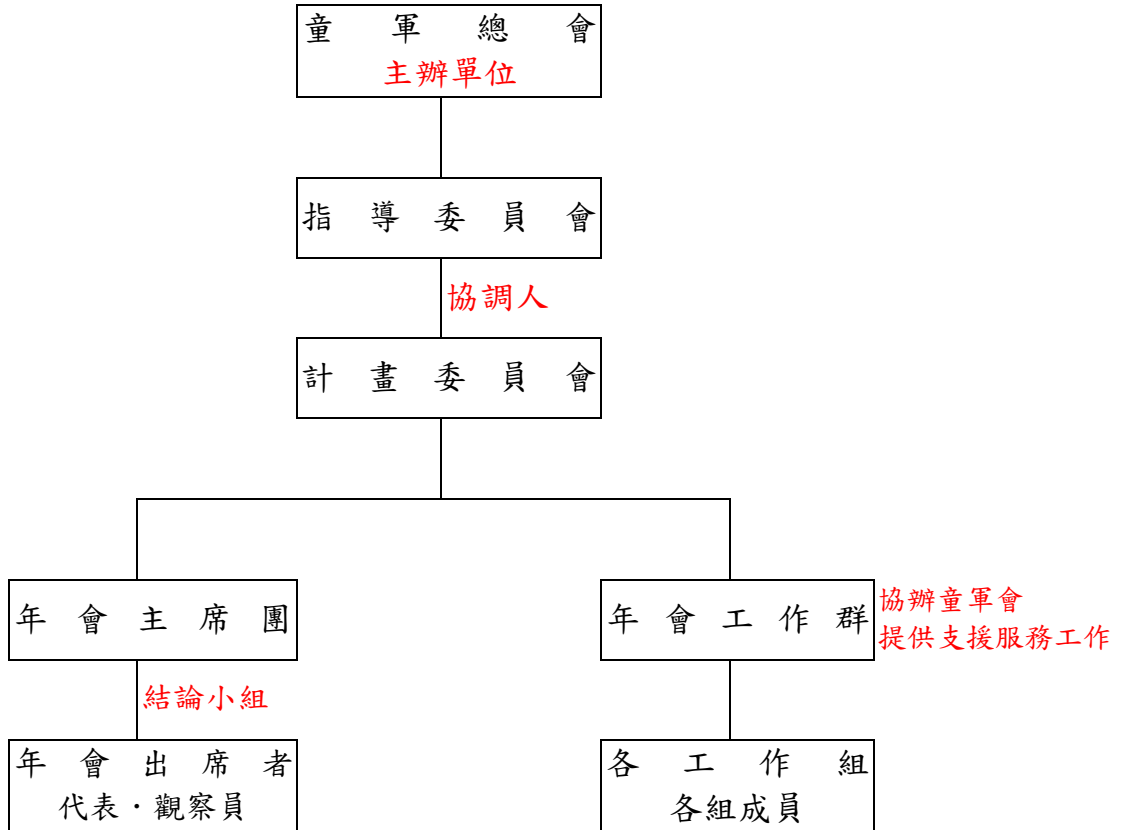 童軍總會
主辦單位
指導委員會
協調人
計畫委員會
年會主席團
年會工作群
協辦童軍會
提供支援服務工作
結論小組
年會出席者
代表．觀察員
各工作組
各組成員